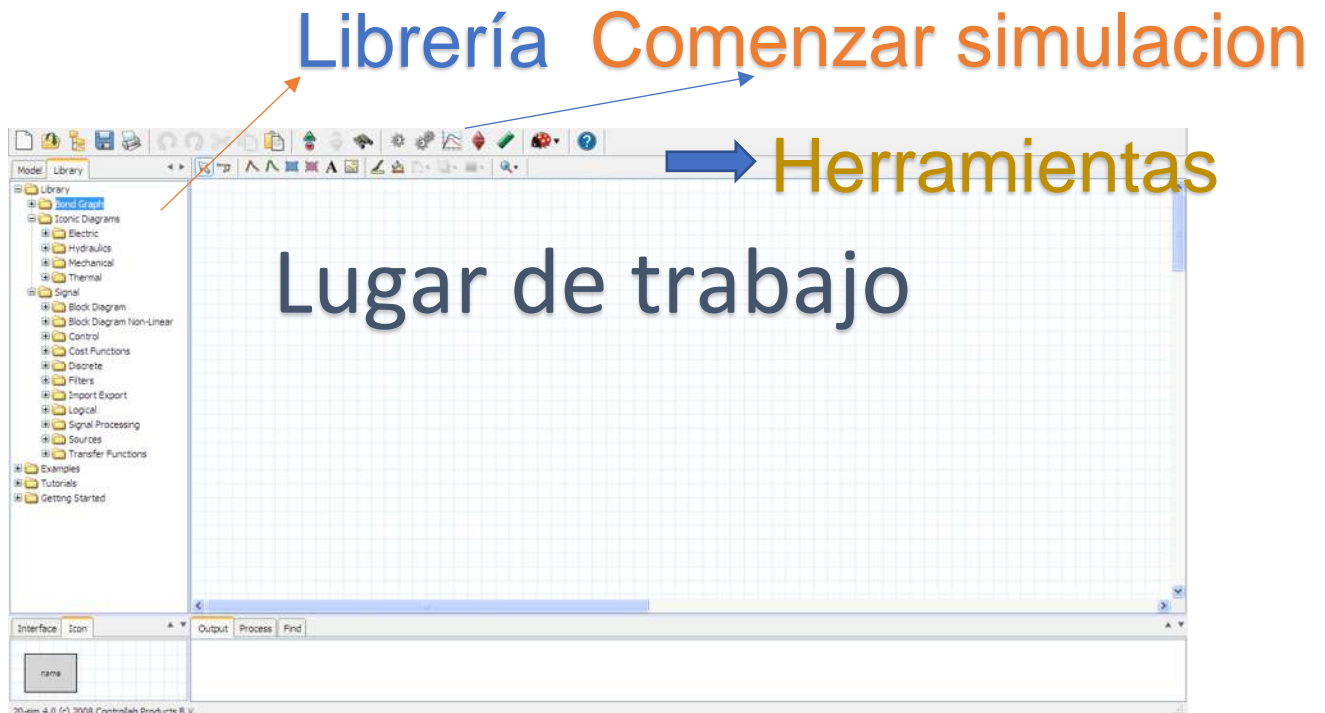 Librería Comenzar simulacion
Herramientas
Model Library
Library
Bond Graph
Iconic Diagrams
Electric
Hydraulics
Mechanical
Thermal
Signal
Block Diagram
Block Diagram Non-Linear
Control
Cost Functions
Discrete
Filters
Import Export
Logical
Signal Processing
Sources
Transfer Functions
Examples
Tutorials
Getting Started
Lugar de trabajo
Interface Icon
Output Process Find
name
20-sim 4.0 (c) 2008 Controllab Products B.V.